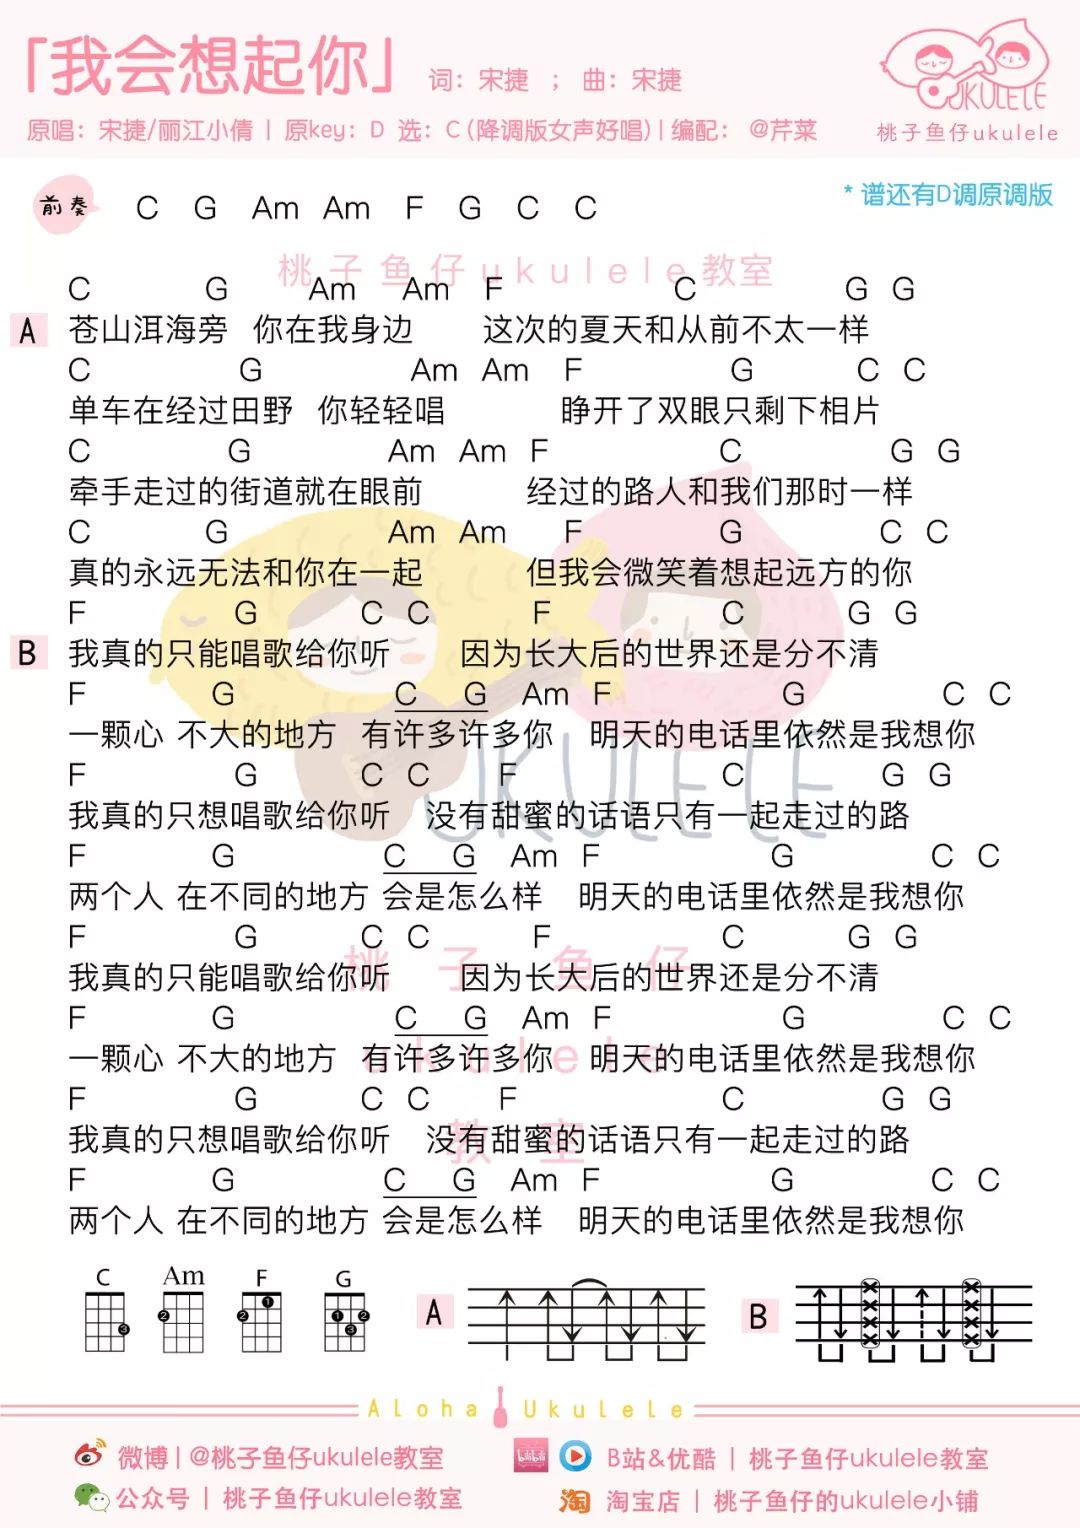 「我会想起你」 词：宋捷 ； 曲：宋捷
原唱：宋捷/丽江小倩 | 原key：D 选：C (降调版女声好唱) | 编配： @芹菜
UKULELE
桃子鱼仔ukulele
* 谱还有D调原调版
前奏 C G Am Am F G C C
桃子鱼仔ukulele教室
C G Am Am F C G G
A 苍山洱海旁 你在我身边 这次的夏天和从前不太一样
C G Am Am F G C C
单车在经过田野 你轻轻唱 睁开了双眼只剩下相片
C G Am Am F C G G
牵手走过的街道就在眼前 经过的路人和我们那时一样
C G Am Am F G C C
真的永远无法和你在一起 但我会微笑着想起远方的你
F G C C F C G G
B 我真的只能唱歌给你听 因为长大后的世界还是分不清
F G C G Am F G C C
一颗心 不大的地方 有许多许多你 明天的电话里依然是我想你
F G C C F C G G
UKULELE
我真的只想唱歌给你听 没有甜蜜的话语只有一起走过的路
F G C G Am F G C C
两个人 在不同的地方 会是怎么样 明天的电话里依然是我想你
F G C C F C G G
桃子鱼仔
我真的只能唱歌给你听 因为长大后的世界还是分不清
F G C G Am F G C C
ukulele
一颗心 不大的地方 有许多许多你 明天的电话里依然是我想你
F G C C F C G G
教室
我真的只想唱歌给你听 没有甜蜜的话语只有一起走过的路
F G C G Am F G C C
两个人 在不同的地方 会是怎么样 明天的电话里依然是我想你
C Am F G A B
3 2 2 1 1 2 3
Aloha Ukulele
微博 | @桃子鱼仔ukulele教室 bilibili B站&优酷 | 桃子鱼仔ukulele教室
公众号 | 桃子鱼仔ukulele教室 淘 淘宝店 | 桃子鱼仔的ukulele小铺